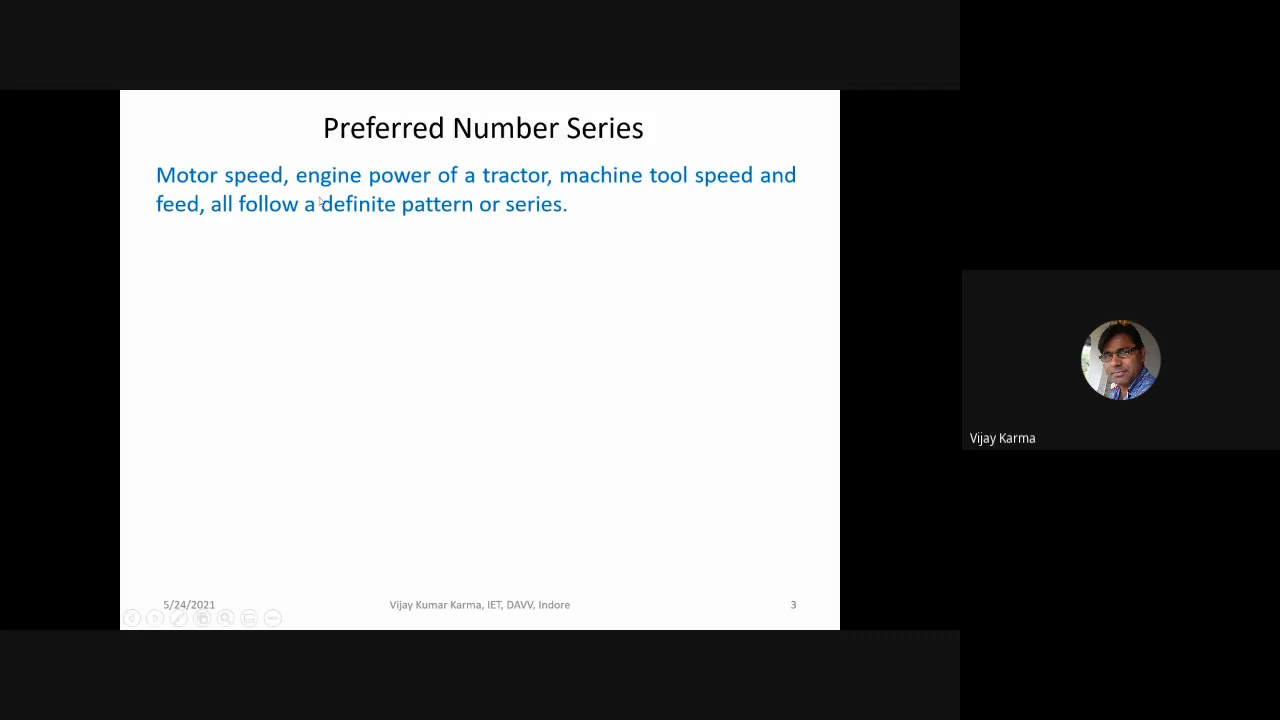 Preferred Number Series
Motor speed, engine power of a tractor, machine tool speed and
feed, all follow a definite pattern or series.
5/24/2021
Vijay Kumar Karma, IET, DAVV, Indore
3
Vijay Karma